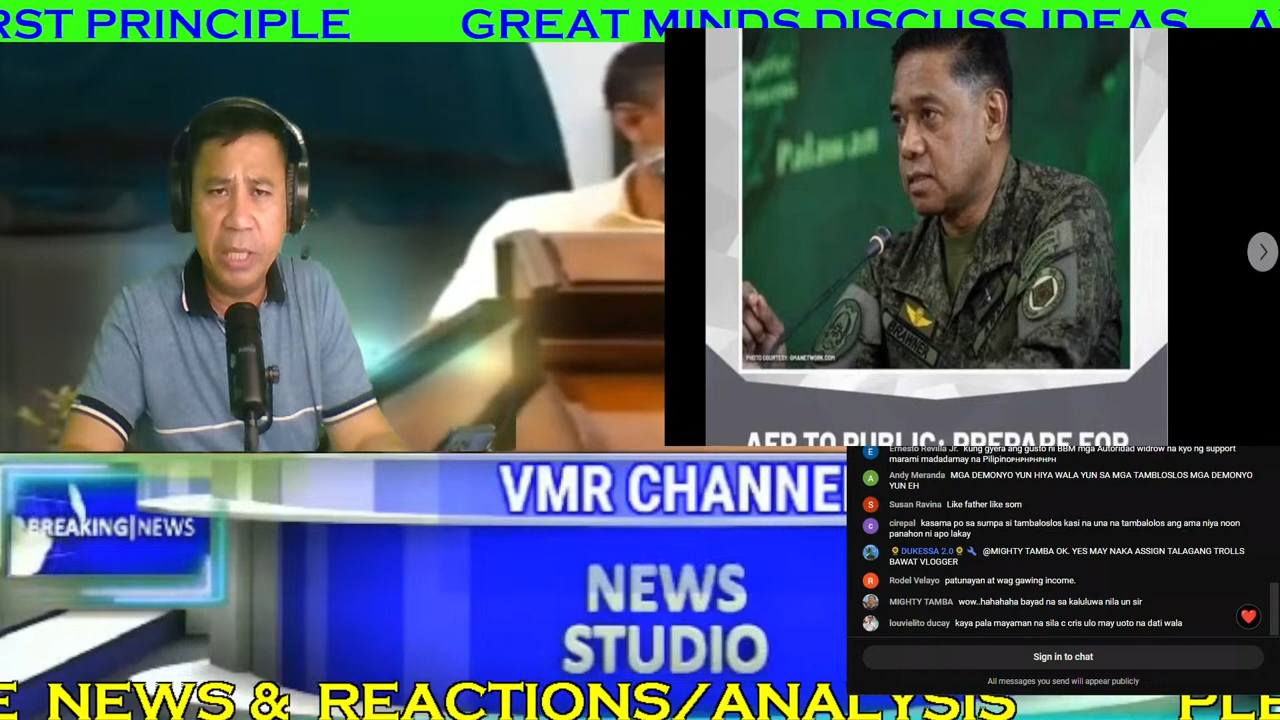 RST PRINCIPLE GREAT MINDS DISCUSS IDEAS
Palawan
BRAWNER
PHOTO COURTESY: GMANETWORK.COM
AFP TO PUBLIC: PREPARE FOR
Ernesto Revilla Jr. kung gyera ang gusto ni BBM mga Autoridad widrow na kyo ng support
marami madadamay na PilipinoPHPHPHPHPH
Andy Meranda MGA DEMONYO YUN HIYA WALA YUN SA MGA TAMBLOSLOS MGA DEMONYO
YUN EH
Susan Ravina Like father like som
cirepal kasama po sa sumpa si tambaloslos kasi na una na tambalolos ang ama niya noon
panahon ni apo lakay
DUKESSA 2.0 @MIGHTY TAMBA OK. YES MAY NAKA ASSIGN TALAGANG TROLLS
BAWAT VLOGGER
Rodel Velayo patunayan at wag gawing income.
MIGHTY TAMBA wow..hahahaha bayad na sa kaluluwa nila un sir
louvielito ducay kaya pala mayaman na sila c cris ulo may uoto na dati wala
Sign in to chat
All messages you send will appear publicly
VMR CHANNE
BREAKING|NEWS
NEWS
STUDIO
E NEWS & REACTIONS/ANALYSIS PLE